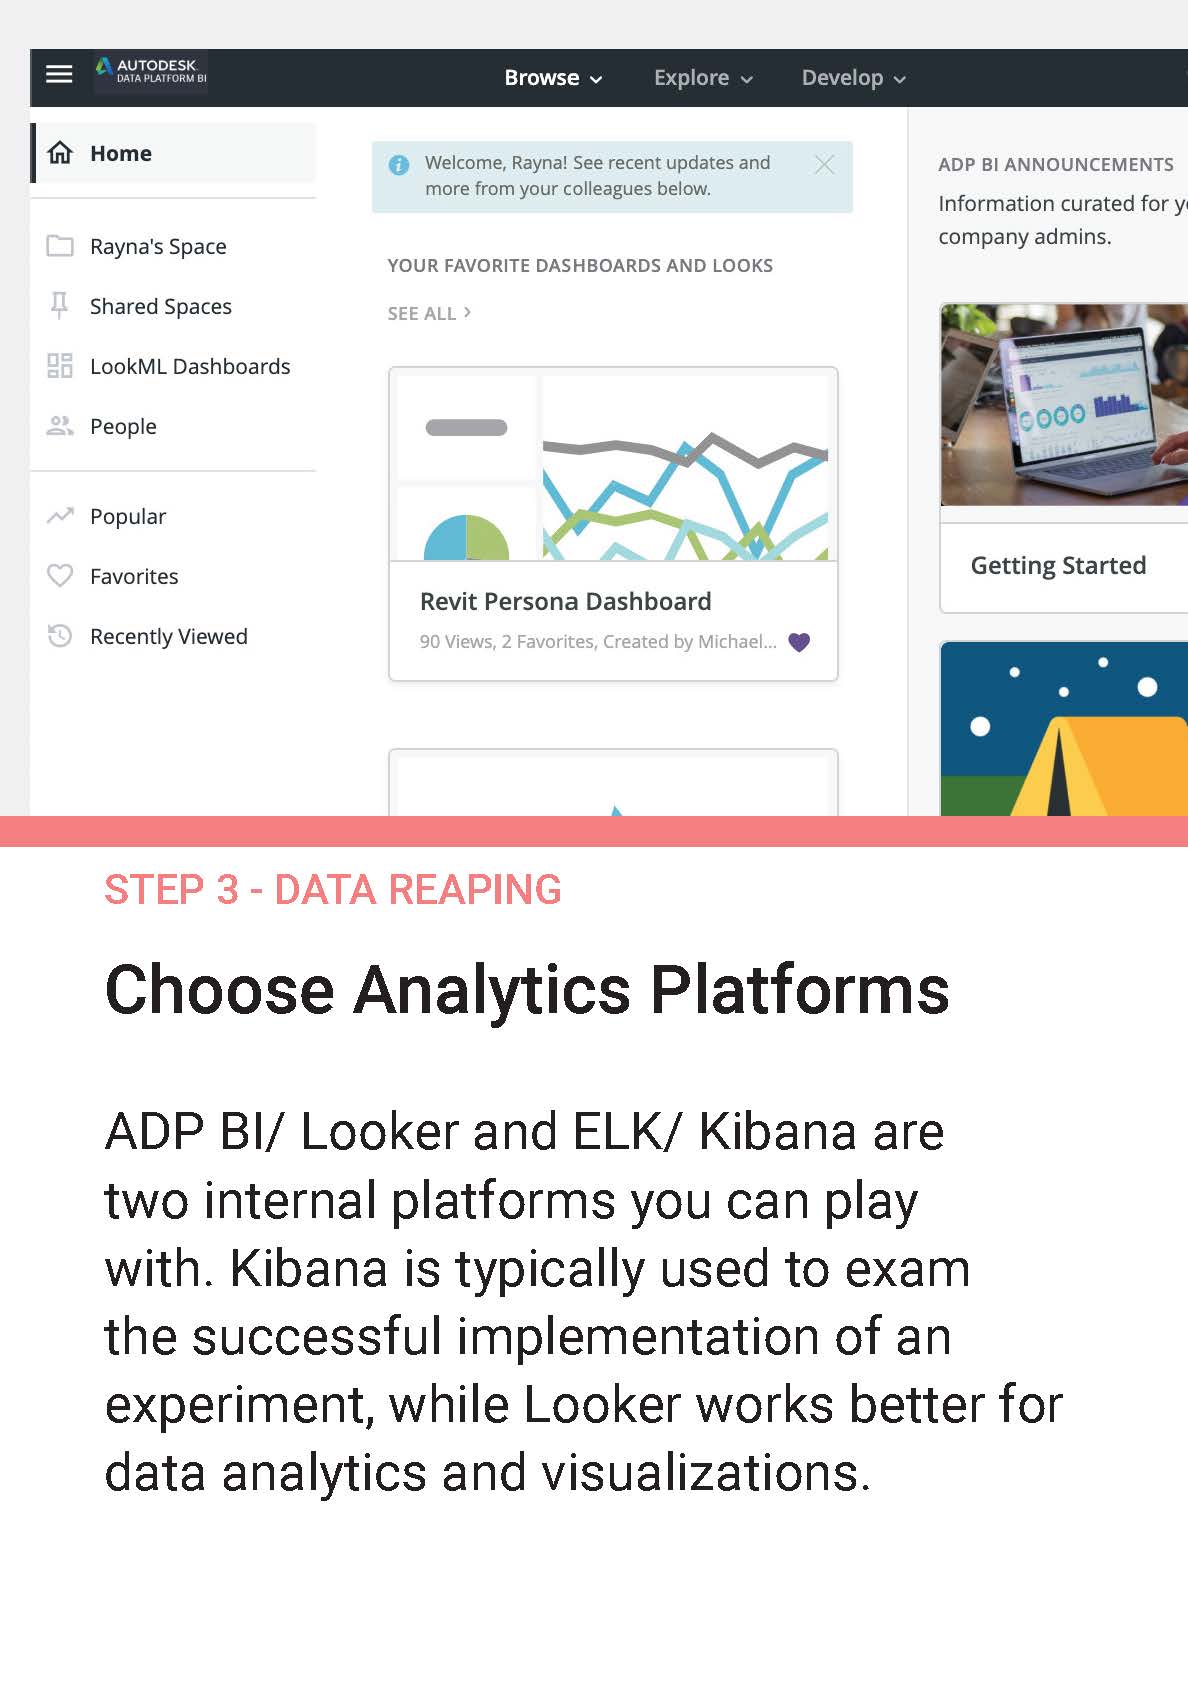 AUTODESK
DATA PLATFORM BI
Browse
Explore
Develop
Home
Rayna's Space
Shared Spaces
LookML Dashboards
People
Popular
Favorites
Recently Viewed
Welcome, Rayna! See recent updates and
more from your colleagues below.
YOUR FAVORITE DASHBOARDS AND LOOKS
SEE ALL
Revit Persona Dashboard
90 Views, 2 Favorites, Created by Michael...
ADP BI ANNOUNCEMENTS
Information curated for
company admins.
Getting Started
STEP 3 - DATA REAPING
Choose Analytics Platforms
ADP BI/ Looker and ELK/ Kibana are
two internal platforms you can play
with. Kibana is typically used to exam
the successful implementation of an
experiment, while Looker works better for
data analytics and visualizations.